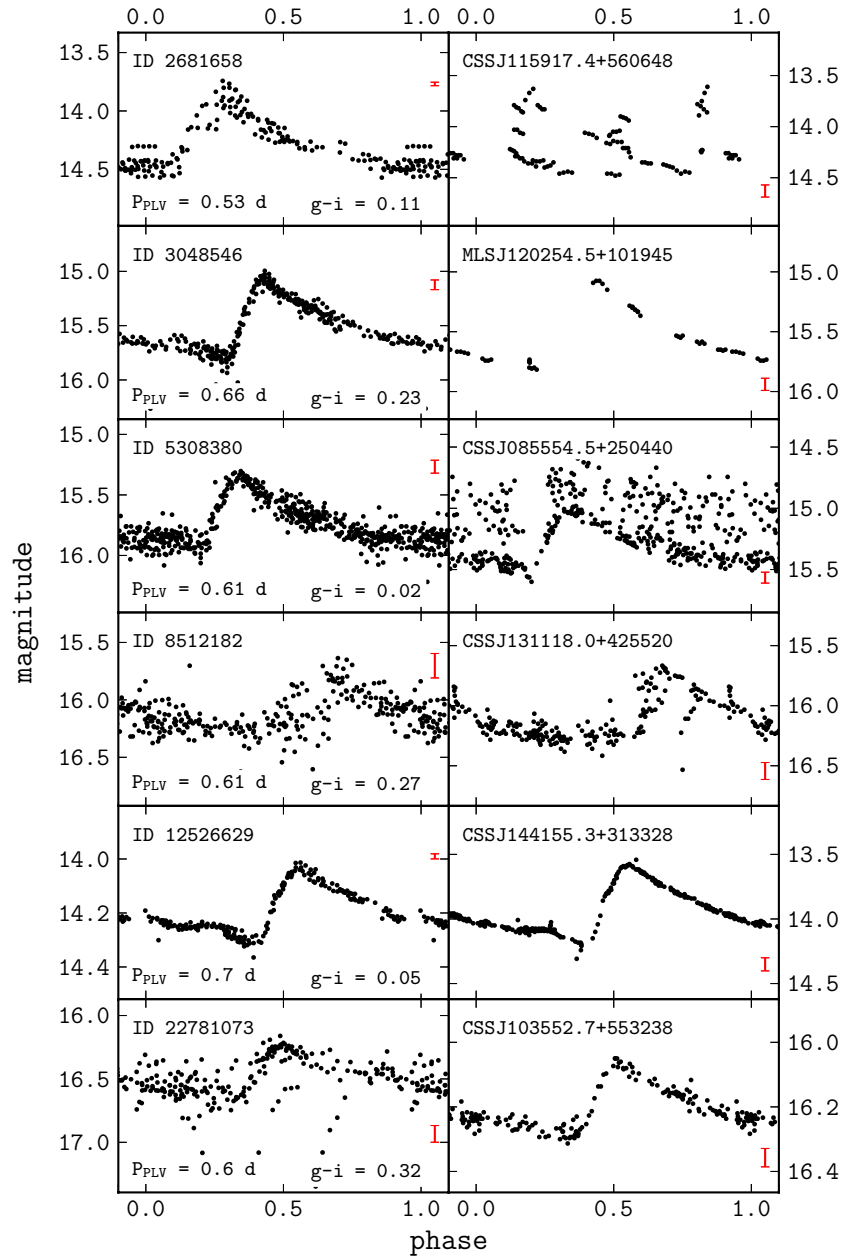 0.0 0.5 1.0 0.0 0.5 1.0
ID 2681658
CSSJ115917.4+560648
13.5
14.0
14.5
13.5
14.0
14.5
P_PLV = 0.53 d g-i = 0.11
ID 3048546
MLSJ120254.5+101945
15.0
15.5
16.0
15.0
15.5
16.0
P_PLV = 0.66 d g-i = 0.23
ID 5308380
CSSJ085554.5+250440
15.0
15.5
16.0
14.5
15.0
15.5
P_PLV = 0.61 d g-i = 0.02
magnitude
ID 8512182
CSSJ131118.0+425520
15.5
16.0
16.5
15.5
16.0
16.5
P_PLV = 0.61 d g-i = 0.27
ID 12526629
CSSJ144155.3+313328
14.0
14.2
14.4
13.5
14.0
14.5
P_PLV = 0.7 d g-i = 0.05
ID 22781073
CSSJ103552.7+553238
16.0
16.5
17.0
16.0
16.2
16.4
P_PLV = 0.6 d g-i = 0.32
0.0 0.5 1.0 0.0 0.5 1.0
phase